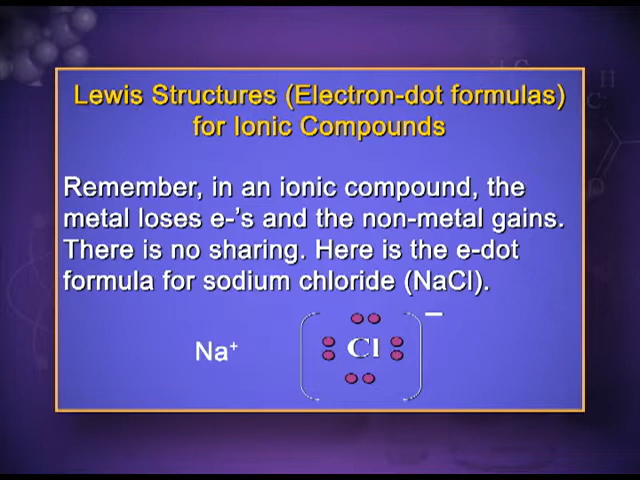 Lewis Structures (Electron-dot formulas)
for Ionic Compounds
Remember, in an ionic compound, the
metal loses e-'s and the non-metal gains.
There is no sharing. Here is the e-dot
formula for sodium chloride (NaCl).
Na⁺ Cl −